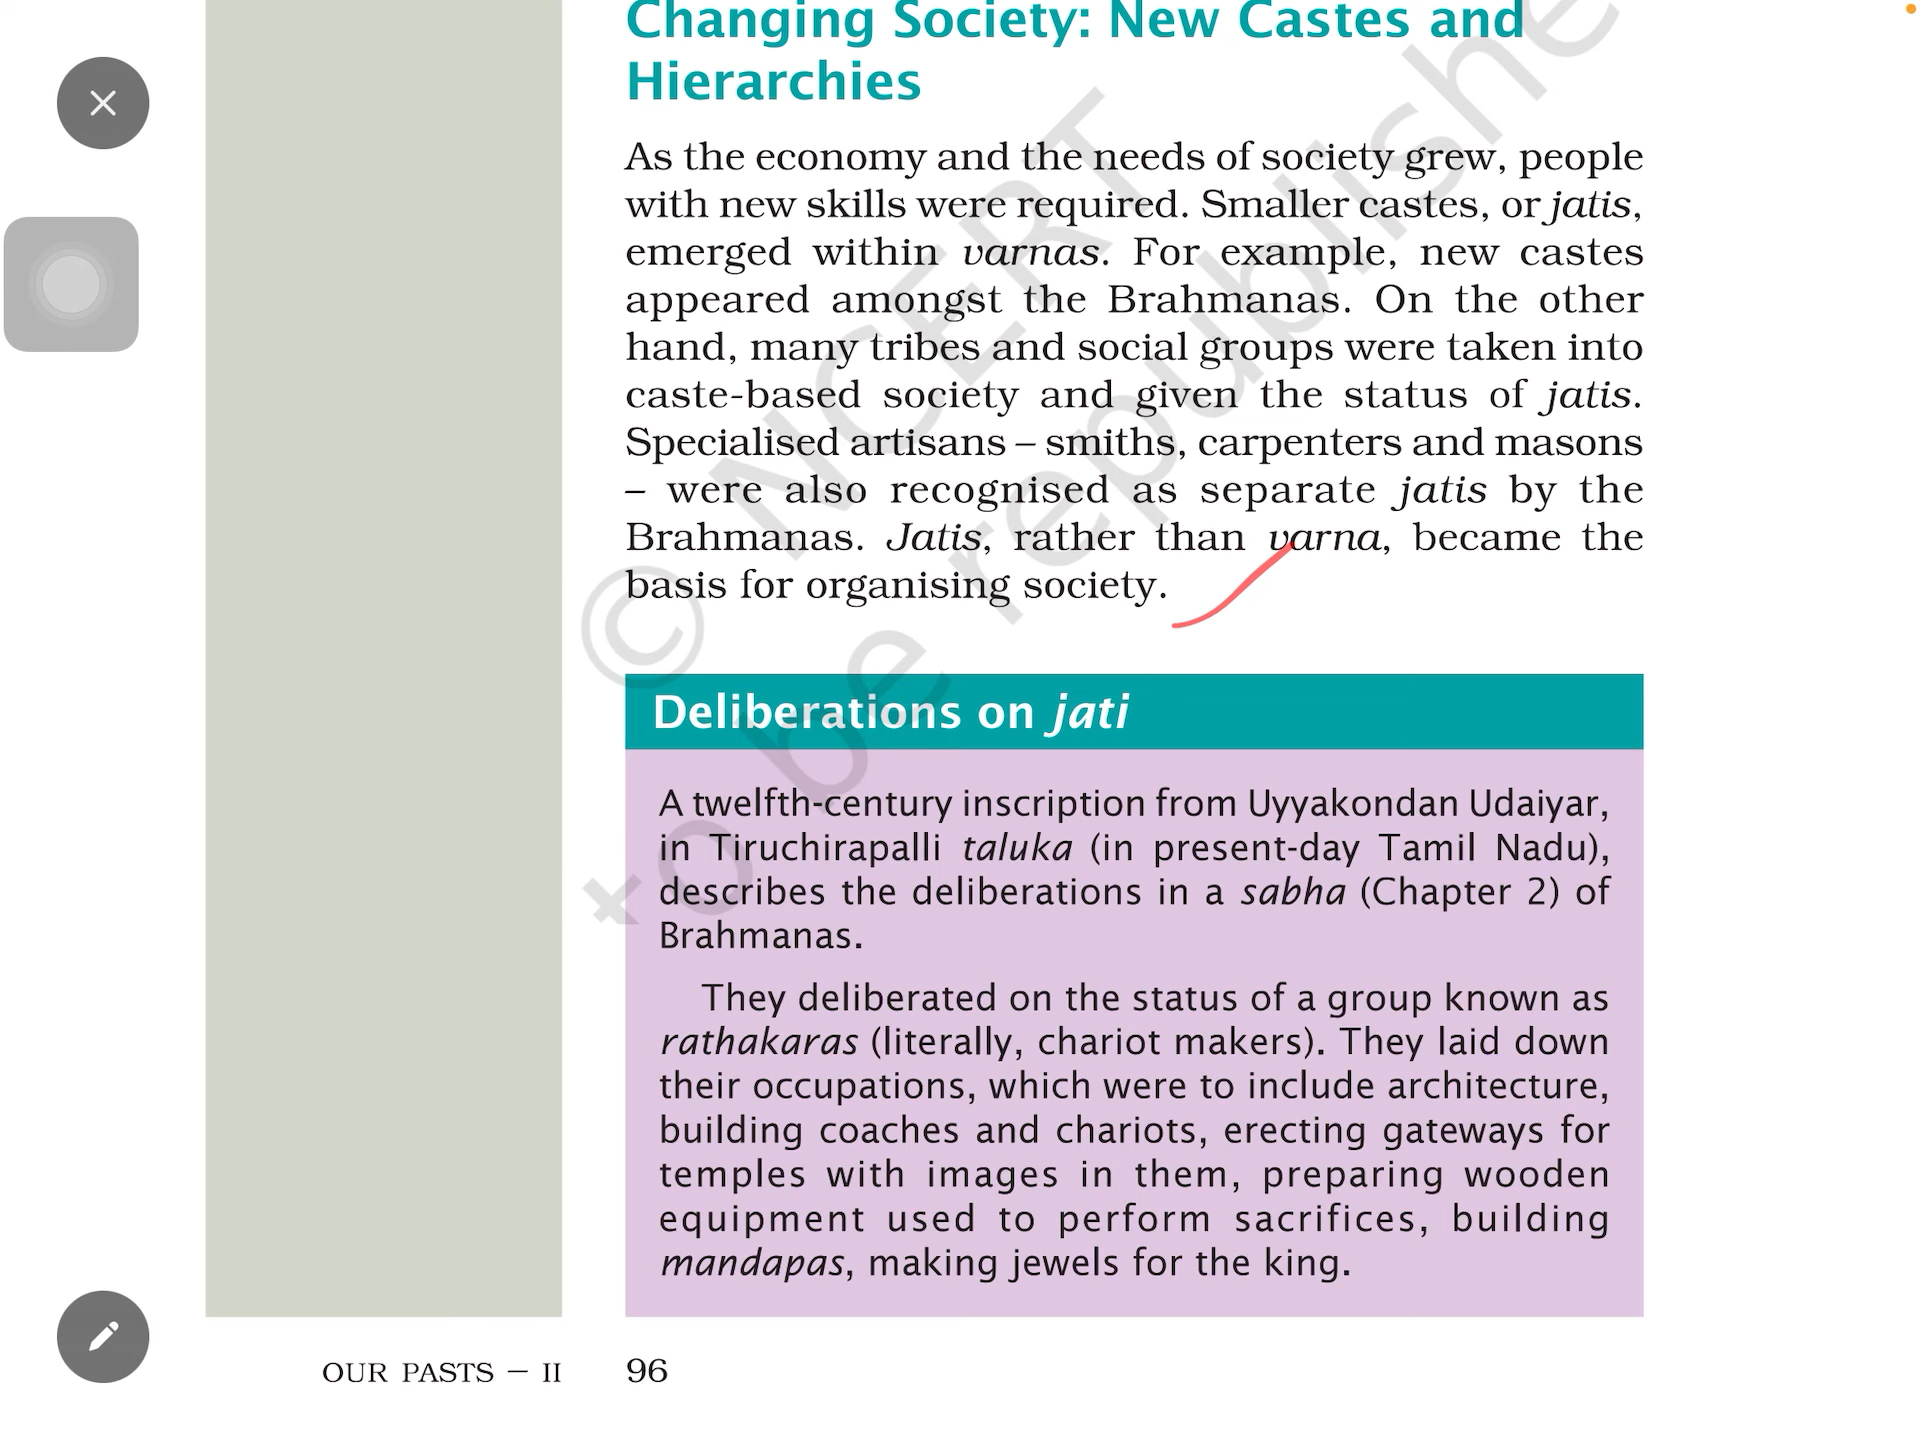 Changing Society: New Castes and
Hierarchies
As the economy and the needs of society grew, people
with new skills were required. Smaller castes, or jatis,
emerged within varnas. For example, new castes
appeared amongst the Brahmanas. On the other
hand, many tribes and social groups were taken into
caste-based society and given the status of jatis.
Specialised artisans – smiths, carpenters and masons
– were also recognised as separate jatis by the
Brahmanas. Jatis, rather than varna, became the
basis for organising society.
Deliberations on jati
A twelfth-century inscription from Uyyakondan Udaiyar,
in Tiruchirapalli taluka (in present-day Tamil Nadu),
describes the deliberations in a sabha (Chapter 2) of
Brahmanas.
They deliberated on the status of a group known as
rathakaras (literally, chariot makers). They laid down
their occupations, which were to include architecture,
building coaches and chariots, erecting gateways for
temples with images in them, preparing wooden
equipment used to perform sacrifices, building
mandapas, making jewels for the king.
OUR PASTS – II 96
© NCERT
to be republishe